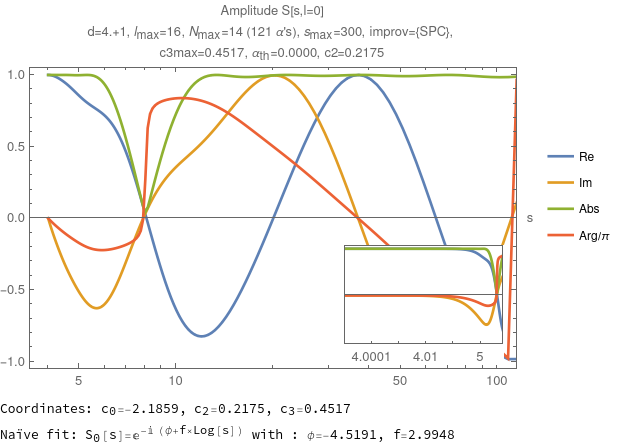 Amplitude S[s,l=0]
d=4.+1, lmax=16, Nmax=14 (121 α's), smax=300, improv={SPC},
c3max=0.4517, αth=0.0000, c2=0.2175
1.0
0.5
0.0
-0.5
-1.0
5
10
50
100
s
Re
Im
Abs
Arg/π
4.0001
4.01
5
Coordinates: c0=-2.1859, c2=0.2175, c3=0.4517
Naïve fit: S0[s]=e^-i (ϕ+f×Log[s]) with : ϕ=-4.5191, f=2.9948